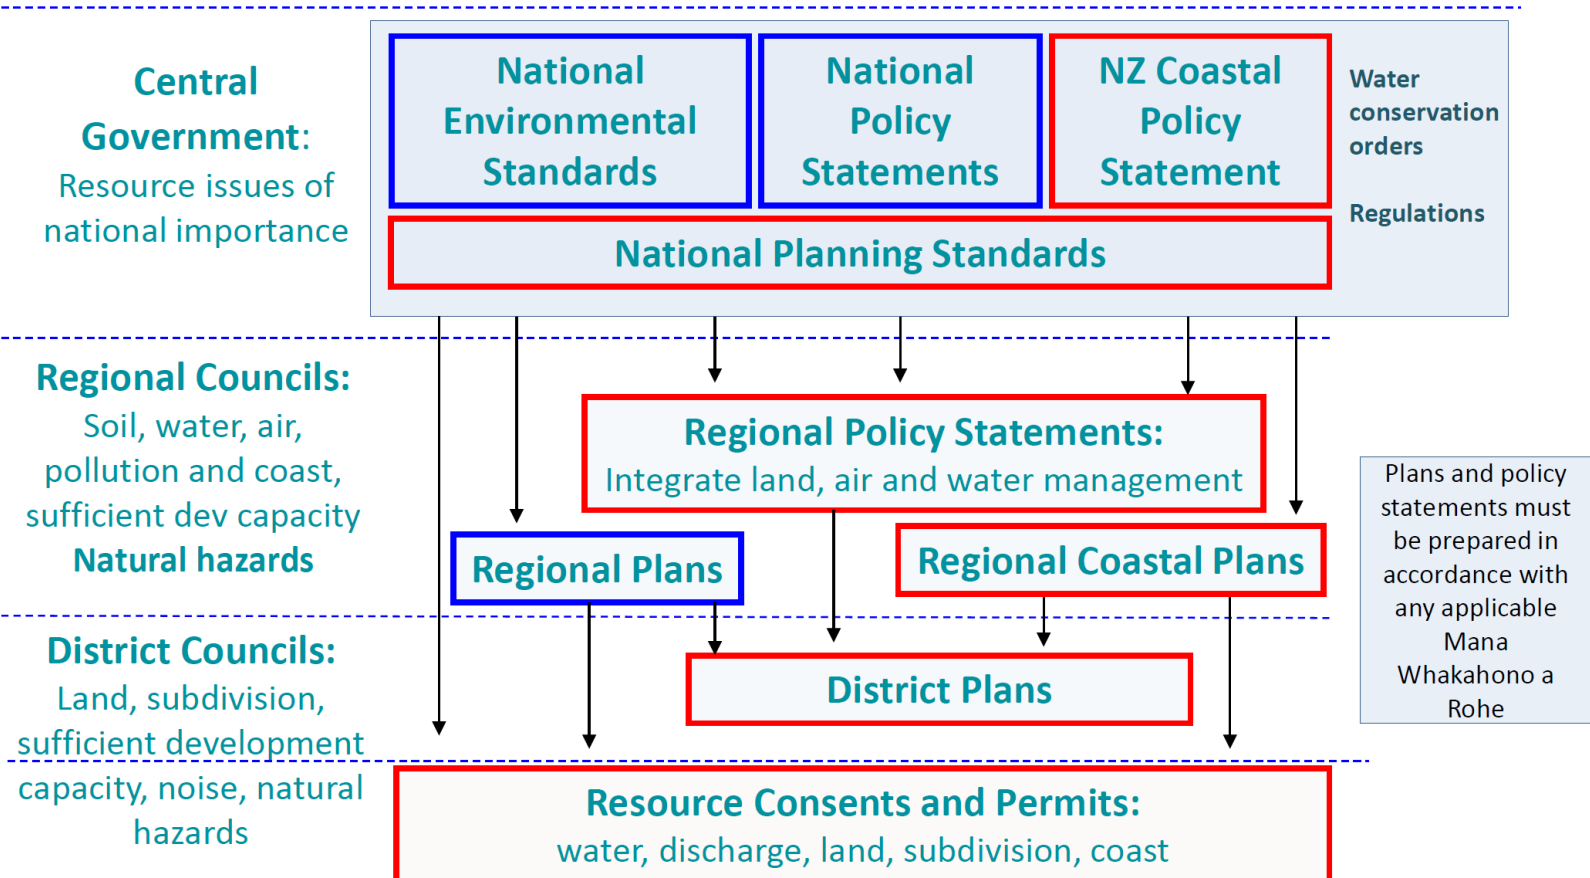 Central
Government:
Resource issues of
national importance
National
Environmental
Standards
National
Policy
Statements
NZ Coastal
Policy
Statement
Water
conservation
orders
Regulations
National Planning Standards
Regional Councils:
Soil, water, air,
pollution and coast,
sufficient dev capacity
Natural hazards
Regional Policy Statements:
Integrate land, air and water management
Regional Plans
Regional Coastal Plans
Plans and policy
statements must
be prepared in
accordance with
any applicable
Mana
Whakahono a
Rohe
District Councils:
Land, subdivision,
sufficient development
capacity, noise, natural
hazards
District Plans
Resource Consents and Permits:
water, discharge, land, subdivision, coast